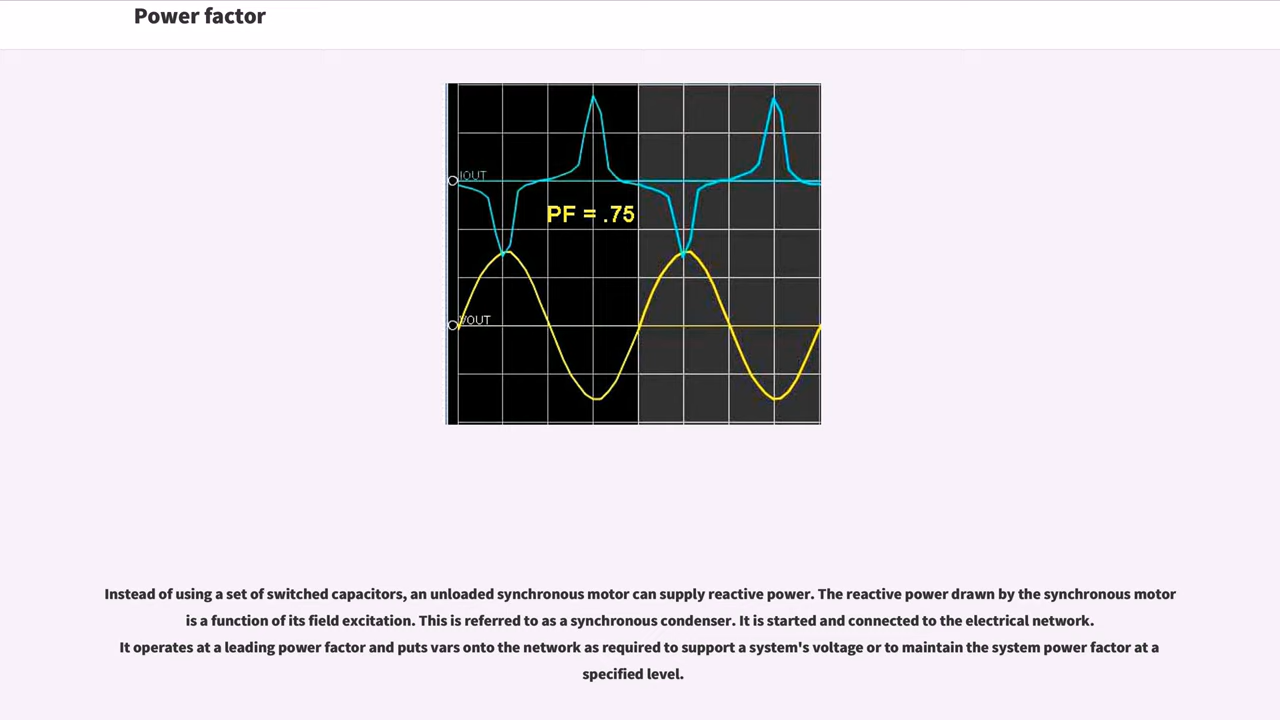 Power factor
IOUT
PF = .75
VOUT
Instead of using a set of switched capacitors, an unloaded synchronous motor can supply reactive power. The reactive power drawn by the synchronous motor
is a function of its field excitation. This is referred to as a synchronous condenser. It is started and connected to the electrical network.
It operates at a leading power factor and puts vars onto the network as required to support a system's voltage or to maintain the system power factor at a
specified level.